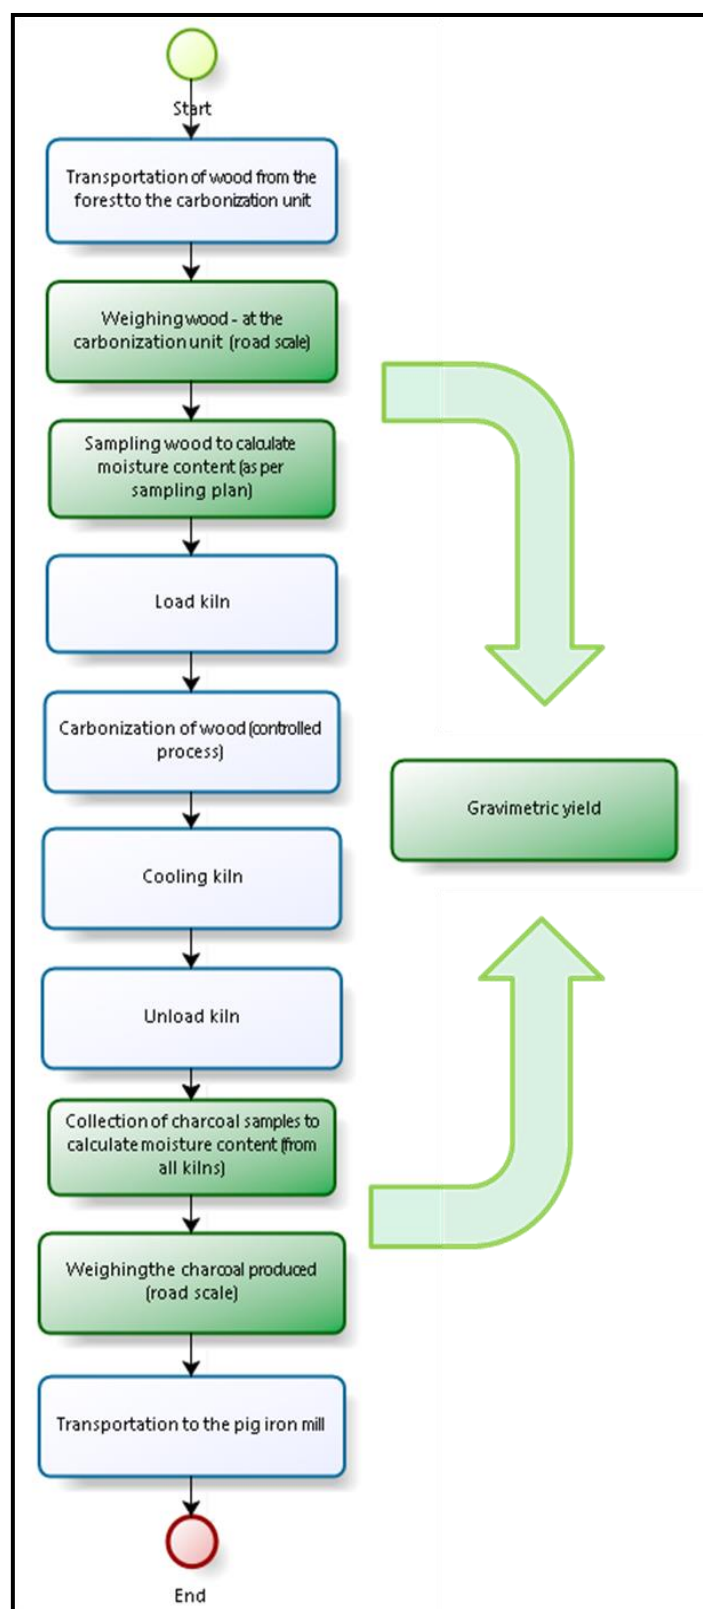 Start
Transportation of wood from the
forest to the carbonization unit
Weighing wood - at the
carbonization unit (road scale)
Sampling wood to calculate
moisture content (as per
sampling plan)
Load kiln
Carbonization of wood (controlled
process)
Gravimetric yield
Cooling kiln
Unload kiln
Collection of charcoal samples to
calculate moisture content (from
all kilns)
Weighing the charcoal produced
(road scale)
Transportation to the pig iron mill
End